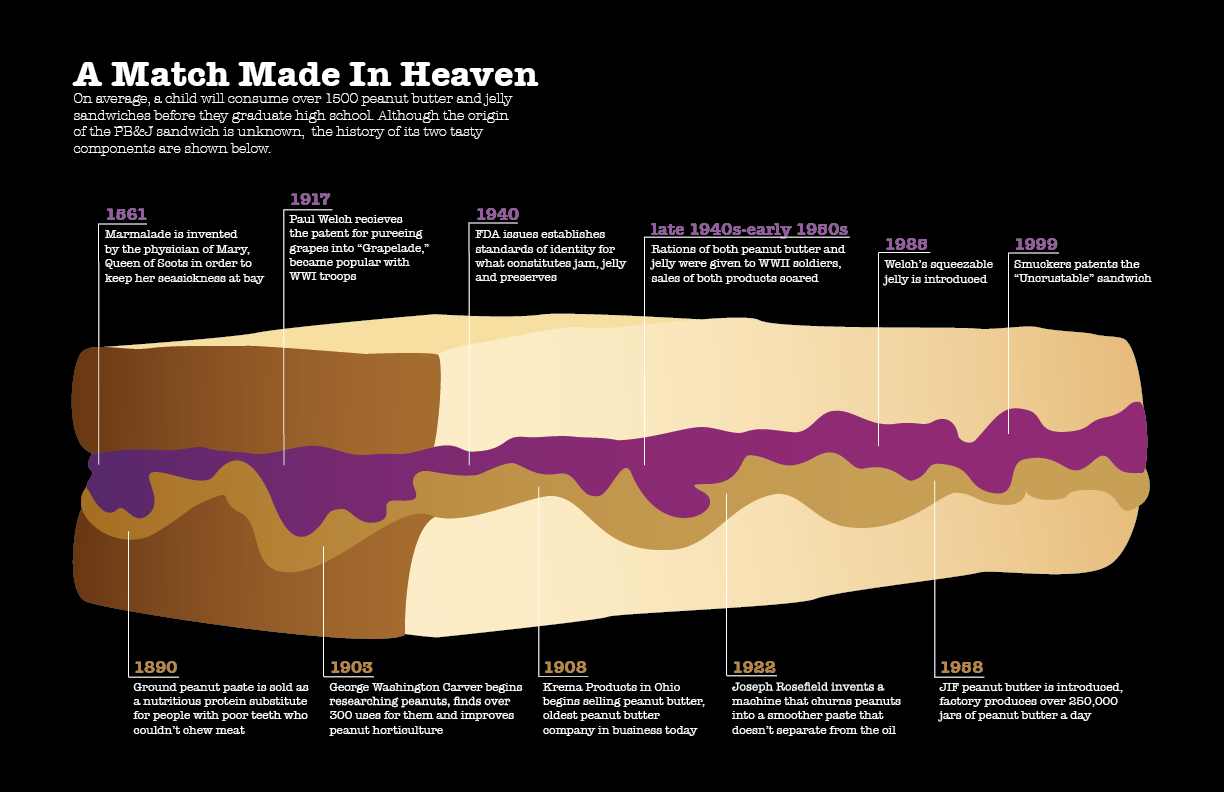 A Match Made In Heaven
On average, a child will consume over 1500 peanut butter and jelly
sandwiches before they graduate high school. Although the origin
of the PB&J sandwich is unknown, the history of its two tasty
components are shown below.
1561
Marmalade is invented
by the physician of Mary,
Queen of Scots in order to
keep her seasickness at bay
1917
Paul Welch recieves
the patent for pureeing
grapes into “Grapelade,”
became popular with
WWI troops
1940
FDA issues establishes
standards of identity for
what constitutes jam, jelly
and preserves
late 1940s-early 1950s
Rations of both peanut butter and
jelly were given to WWII soldiers,
sales of both products soared
1985
Welch’s squeezable
jelly is introduced
1999
Smuckers patents the
“Uncrustable” sandwich
1890
Ground peanut paste is sold as
a nutritious protein substitute
for people with poor teeth who
couldn’t chew meat
1903
George Washington Carver begins
researching peanuts, finds over
300 uses for them and improves
peanut horticulture
1908
Krema Products in Ohio
begins selling peanut butter,
oldest peanut butter
company in business today
1922
Joseph Rosefield invents a
machine that churns peanuts
into a smoother paste that
doesn’t separate from the oil
1958
JIF peanut butter is introduced,
factory produces over 250,000
jars of peanut butter a day